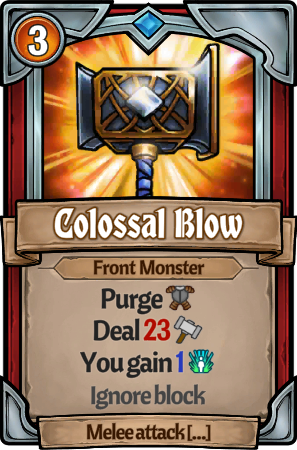 3
Colossal Blow
Front Monster
Purge
Deal 23
You gain 1
Ignore block
Melee attack [...]